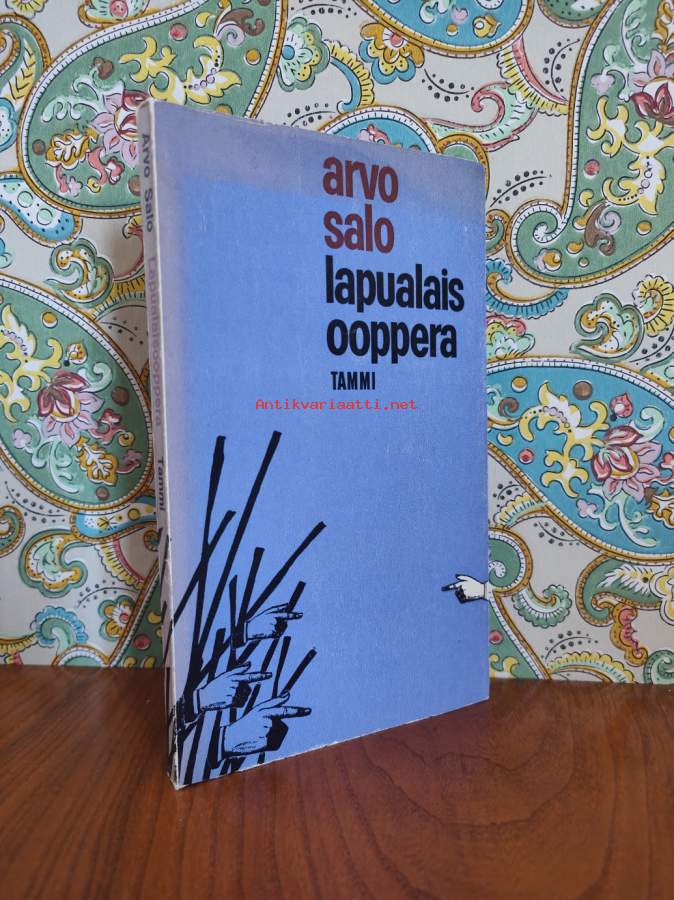 arvo
salo
lapualais
ooppera
TAMMI
Antikvariaatti.net
Arvo Salo Lapualaisooppera Tammi